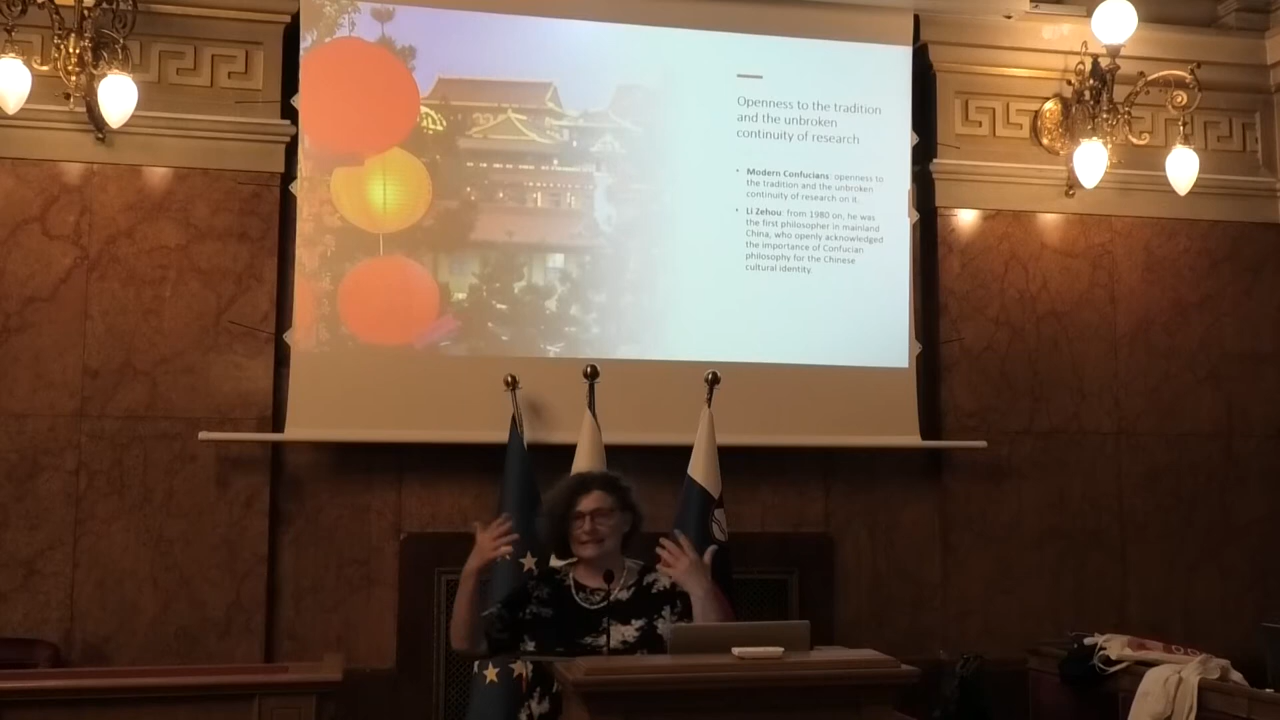 Openness to the tradition
and the unbroken
continuity of research
• Modern Confucians: openness to
the tradition and the unbroken
continuity of research on it.
• Li Zehou: from 1980 on, he was
the first philosopher in mainland
China, who openly acknowledged
the importance of Confucian
philosophy for the Chinese
cultural identity.